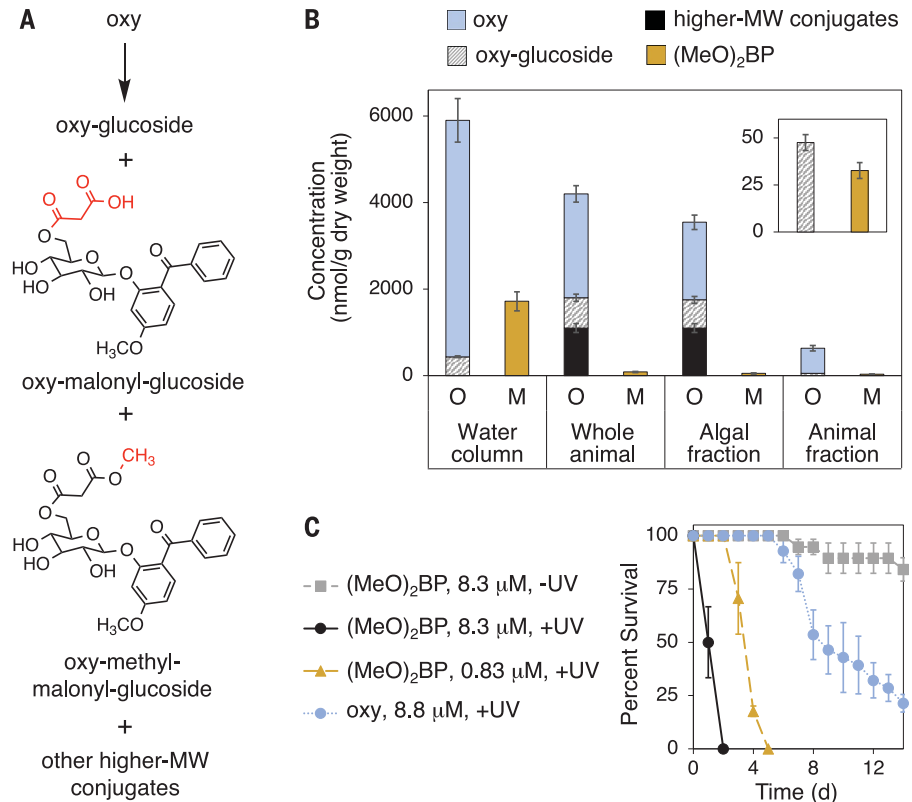 A
oxy
oxy-glucoside
+
O
O
OH
O
HO
HO
OH
O
O
O
H₃CO
oxy-malonyl-glucoside
+
CH₃
O
O
O
O
HO
HO
OH
O
O
O
H₃CO
oxy-methyl-
malonyl-glucoside
+
other higher-MW
conjugates
B
oxy
higher-MW conjugates
oxy-glucoside
(MeO)₂BP
Concentration
(nmol/g dry weight)
6000
4000
2000
0
50
25
0
O M O M O M O M
Water
column
Whole
animal
Algal
fraction
Animal
fraction
C
(MeO)₂BP, 8.3 μM, -UV
(MeO)₂BP, 8.3 μM, +UV
(MeO)₂BP, 0.83 μM, +UV
oxy, 8.8 μM, +UV
Percent Survival
100
75
50
25
0
0 4 8 12
Time (d)